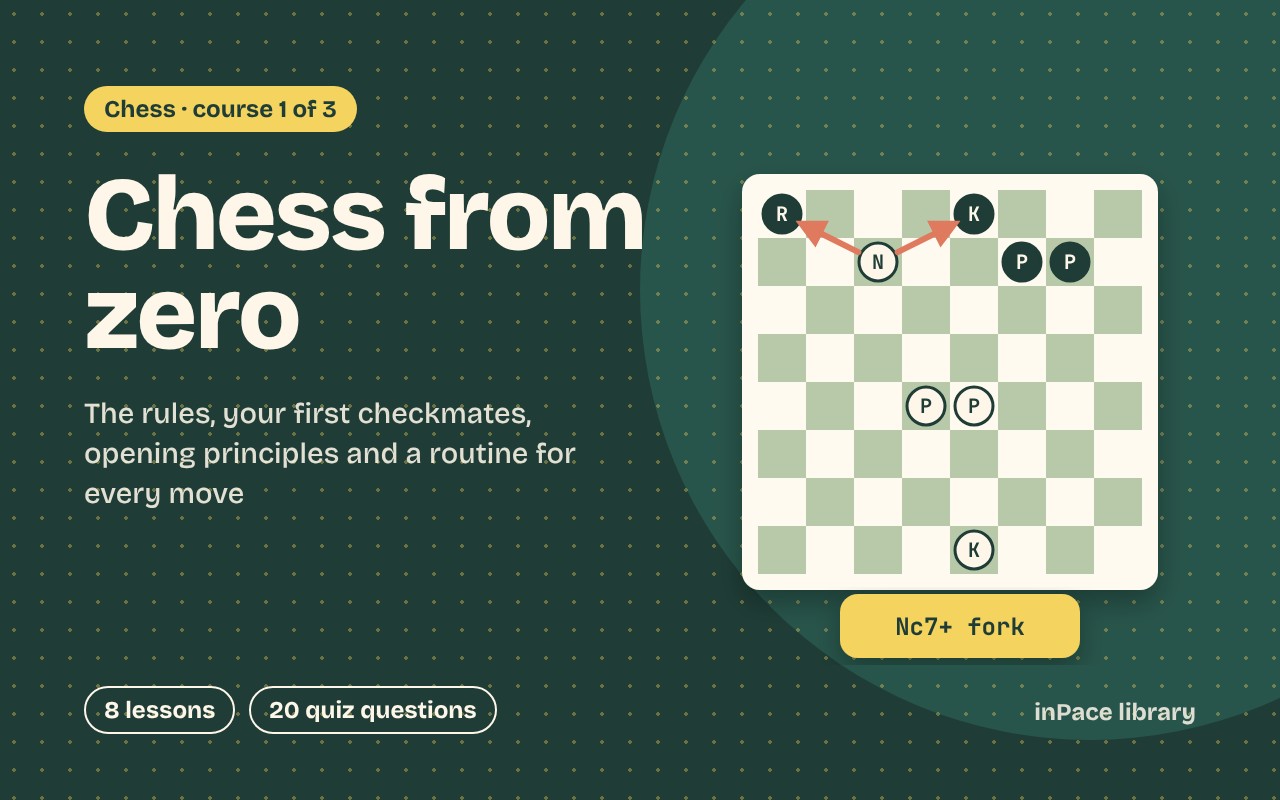 Chess · course 1 of 3
Chess from
zero
The rules, your first checkmates,
opening principles and a routine for
every move
8 lessons
20 quiz questions
R
K
N
P
P
P
P
K
Nc7+ fork
inPace library